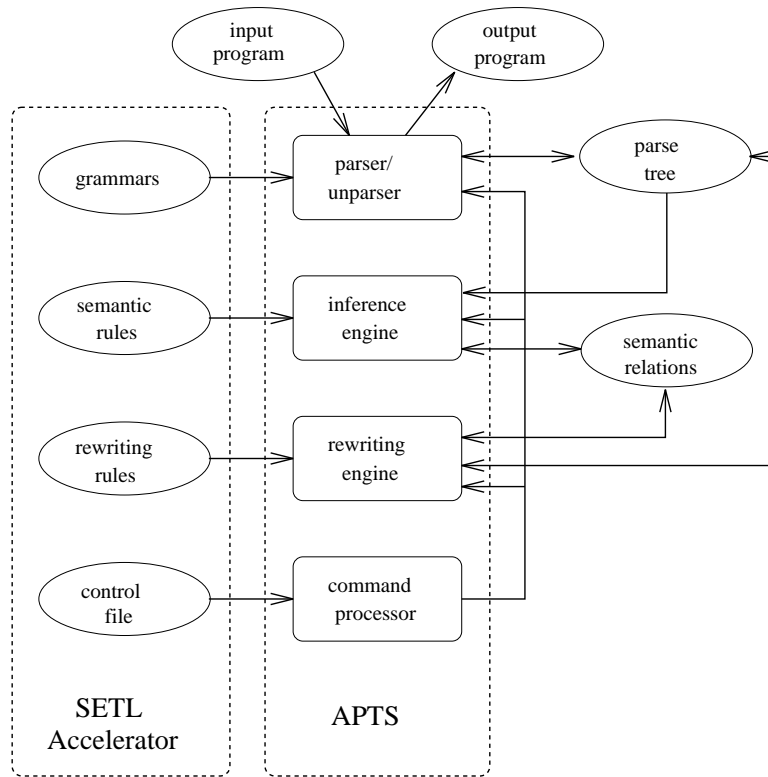 input
program
output
program
grammars
parser/
unparser
parse
tree
semantic
rules
inference
engine
semantic
relations
rewriting
rules
rewriting
engine
control
file
command
processor
SETL
Accelerator
APTS